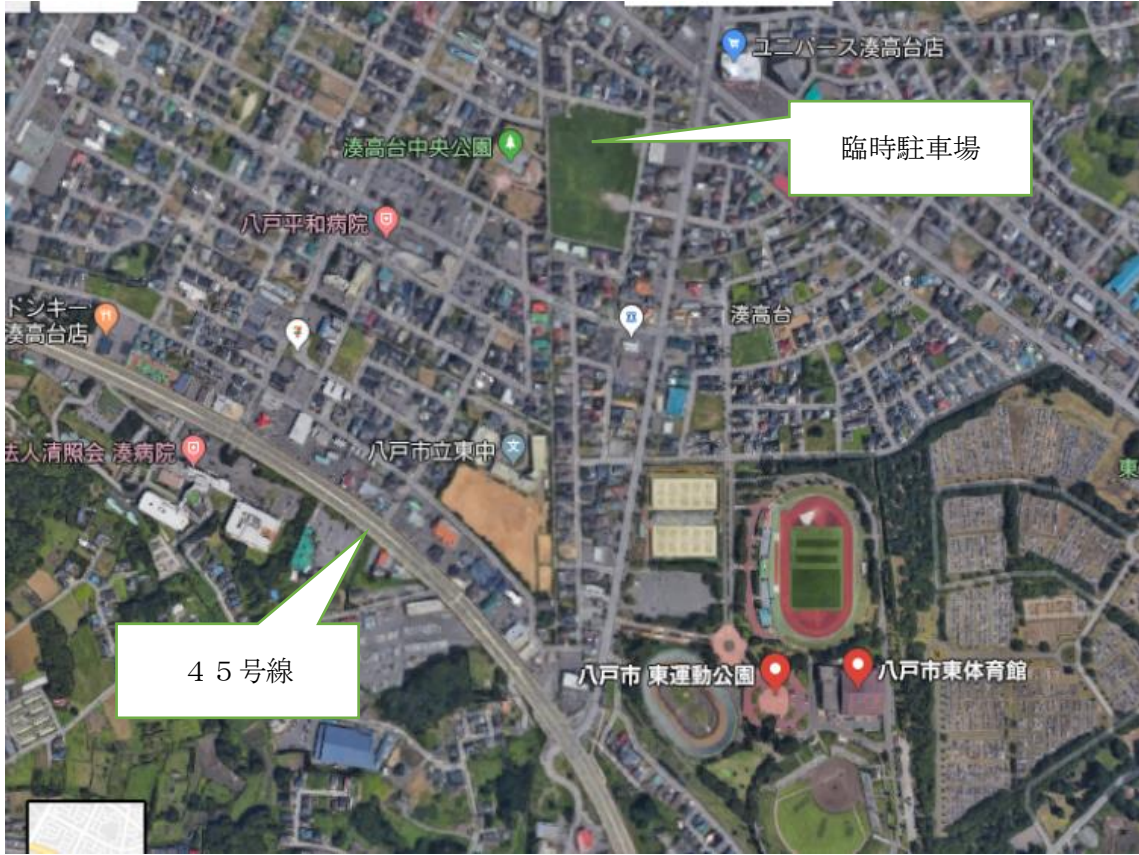 ユニバース湊高台店
臨時駐車場
湊高台中央公園
八戸平和病院
ドンキー
湊高台店
湊高台
法人清照会 湊病院
八戸市立東中
東
４５号線
八戸市 東運動公園
八戸市東体育館